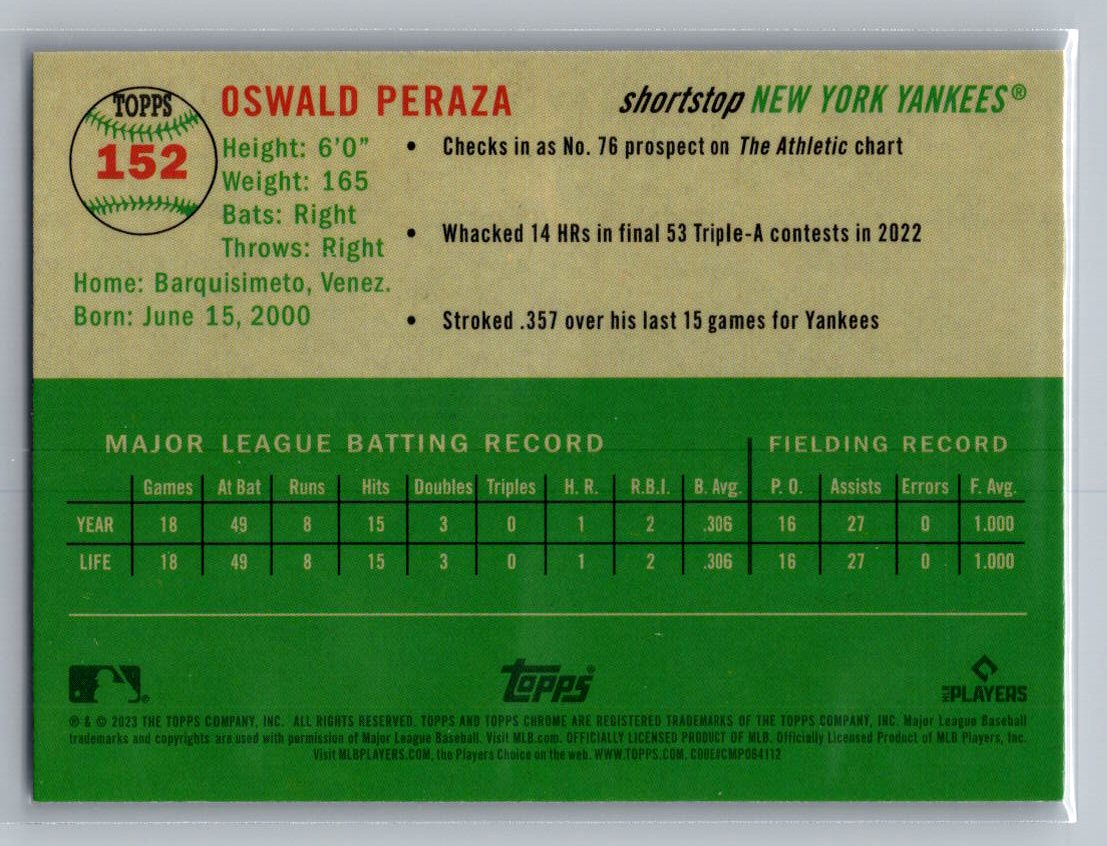 TOPPS
152
OSWALD PERAZA
shortstop NEW YORK YANKEES®
Height: 6'0"
Weight: 165
Bats: Right
Throws: Right
Home: Barquisimeto, Venez.
Born: June 15, 2000
• Checks in as No. 76 prospect on The Athletic chart
• Whacked 14 HRs in final 53 Triple-A contests in 2022
• Stroked .357 over his last 15 games for Yankees
MAJOR LEAGUE BATTING RECORD FIELDING RECORD
Games At Bat Runs Hits Doubles Triples H. R. R.B.I. B. Avg. P. O. Assists Errors F. Avg.
YEAR 18 49 8 15 3 0 1 2 .306 16 27 0 1.000
LIFE 18 49 8 15 3 0 1 2 .306 16 27 0 1.000
topps®
PLAYERS
® & © 2023 THE TOPPS COMPANY, INC. ALL RIGHTS RESERVED. TOPPS AND TOPPS CHROME ARE REGISTERED TRADEMARKS OF THE TOPPS COMPANY, INC. Major League Baseball
trademarks and copyrights are used with permission of Major League Baseball. Visit MLB.com. OFFICIALLY LICENSED PRODUCT OF MLB. Officially Licensed Product of MLB Players, Inc.
Visit MLBPLAYERS.COM, the Players Choice on the web. WWW.TOPPS.COM. CODE#CMP064112